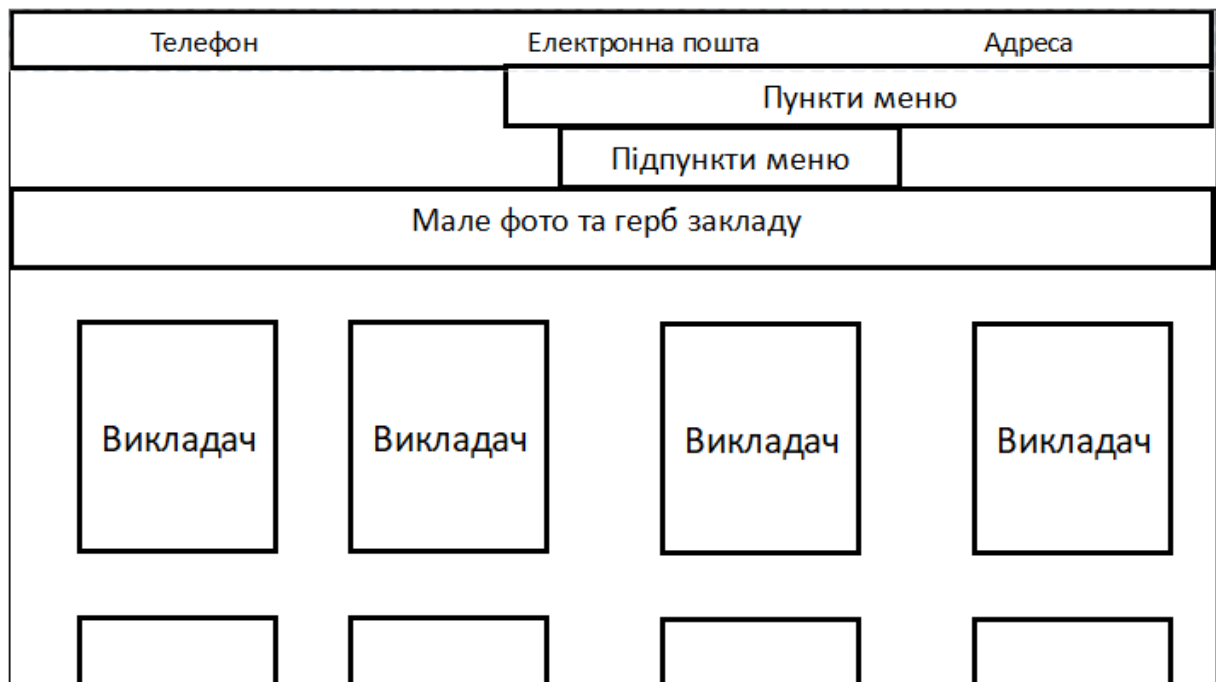 Телефон Електронна пошта Адреса
Пункти меню
Підпункти меню
Мале фото та герб закладу
Викладач Викладач Викладач Викладач